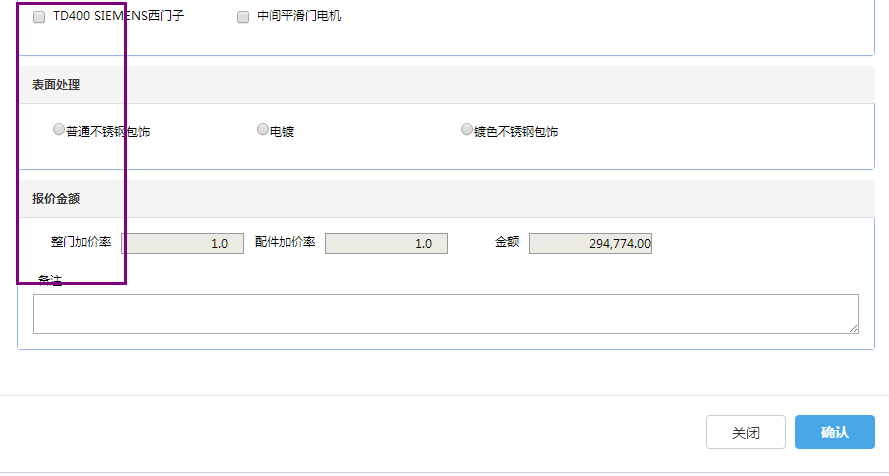 TD400 SIEMENS西门子 中间平滑门电机
表面处理
普通不锈钢包饰 电镀 镀色不锈钢包饰
报价金额
整门加价率 1.0 配件加价率 1.0 金额 294,774.00
备注
关闭 确认